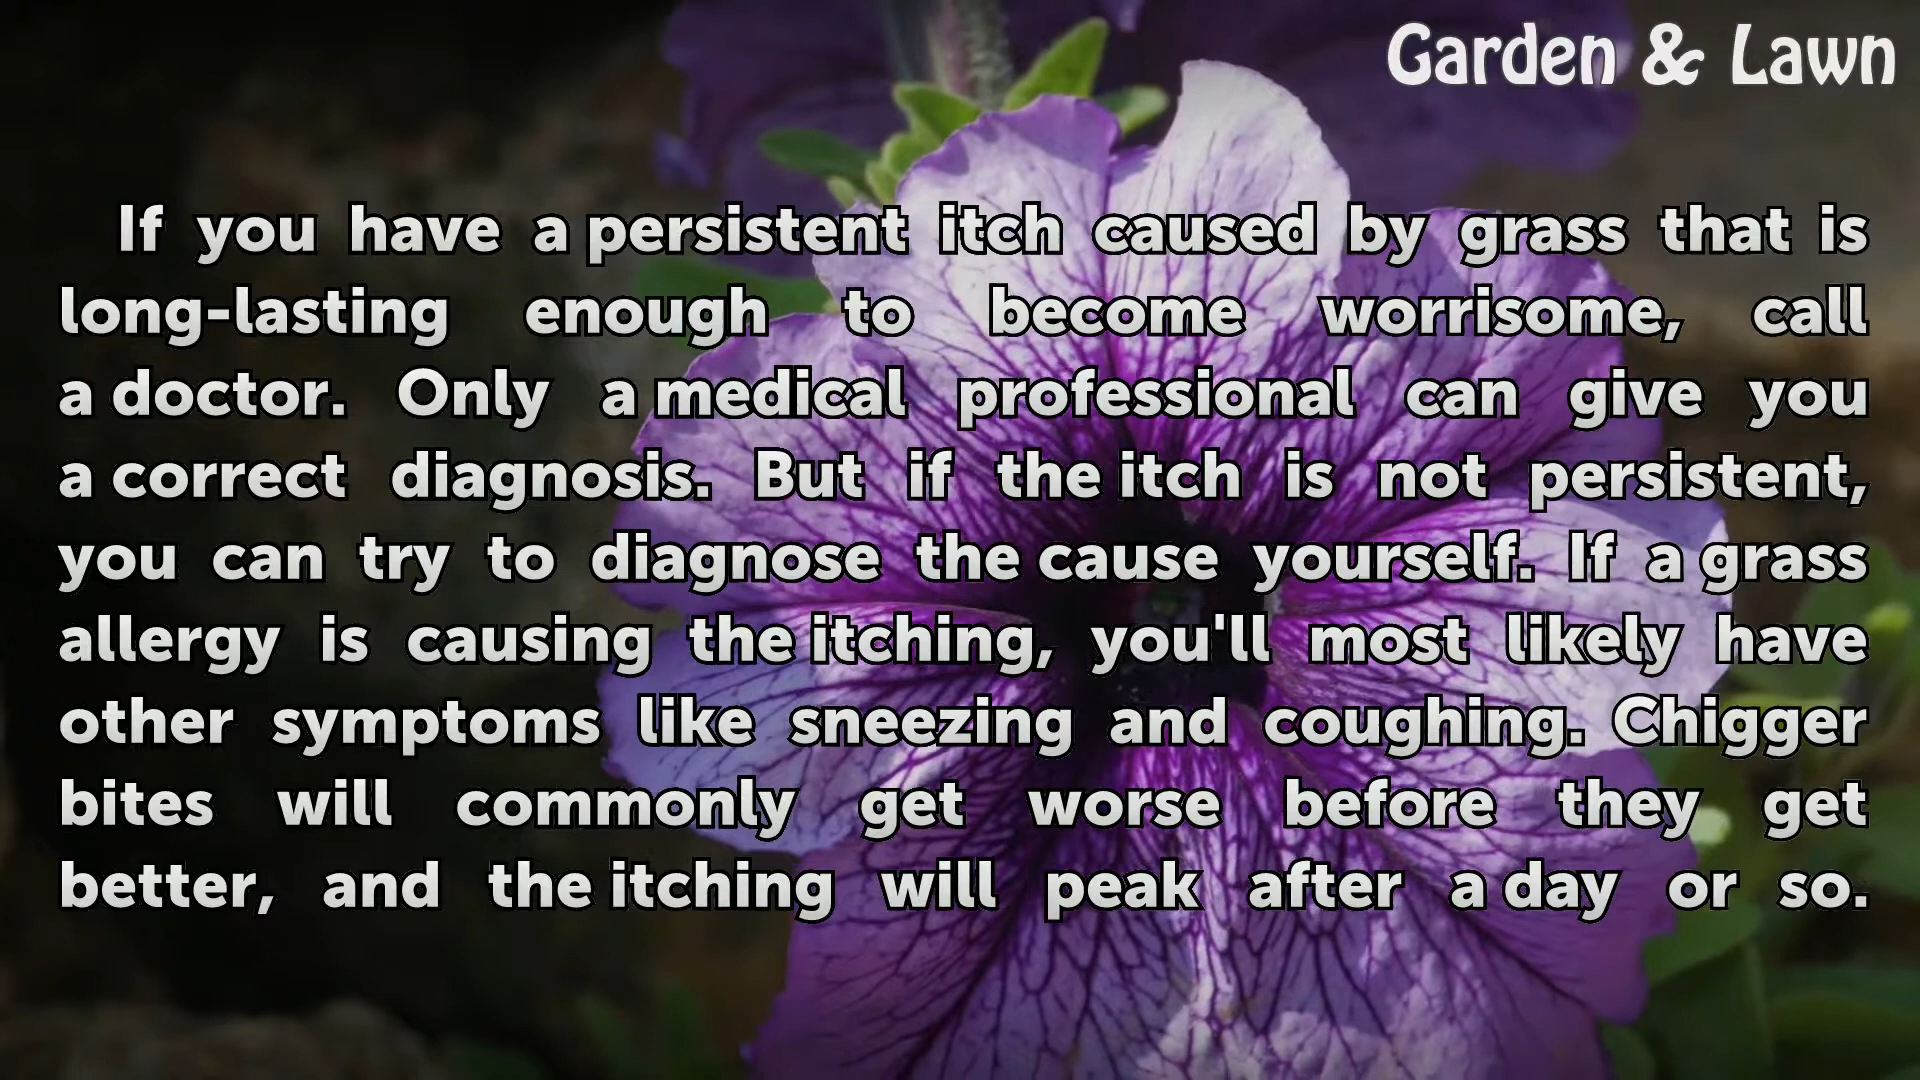 Garden & Lawn
If you have a persistent itch caused by grass that is
long-lasting enough to become worrisome, call
a doctor. Only a medical professional can give you
a correct diagnosis. But if the itch is not persistent,
you can try to diagnose the cause yourself. If a grass
allergy is causing the itching, you'll most likely have
other symptoms like sneezing and coughing. Chigger
bites will commonly get worse before they get
better, and the itching will peak after a day or so.